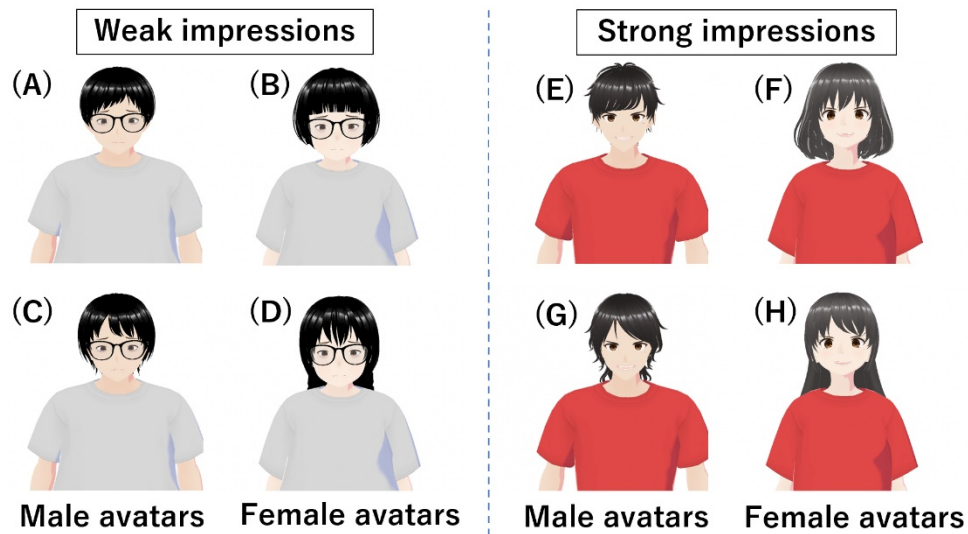 Weak impressions
Strong impressions
(A)
(B)
(E)
(F)
(C)
(D)
(G)
(H)
Male avatars
Female avatars
Male avatars
Female avatars